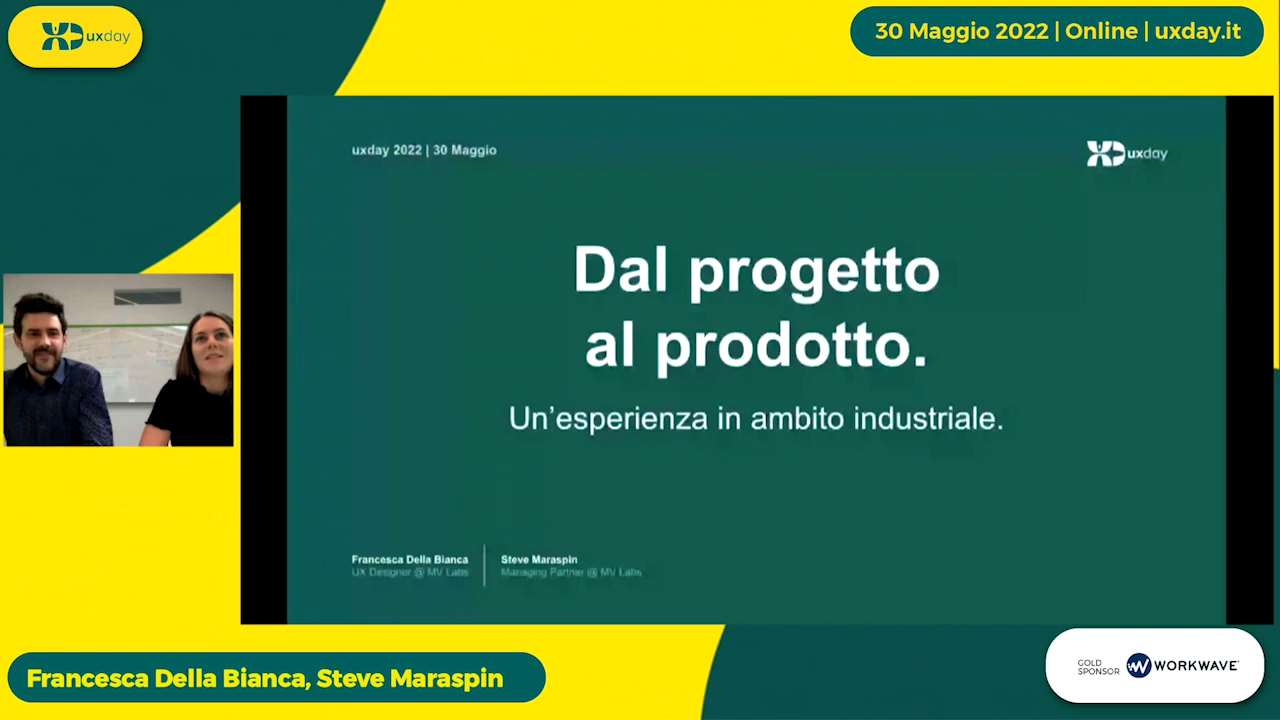 uxday
30 Maggio 2022 | Online | uxday.it
uxday 2022 | 30 Maggio
uxday
Dal progetto
al prodotto.
Un'esperienza in ambito industriale.
Francesca Della Bianca
UX Designer @ MV Labs
Steve Maraspin
Managing Partner @ MV Labs
Francesca Della Bianca, Steve Maraspin
GOLD
SPONSOR
WORKWAVE